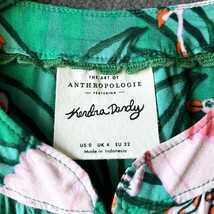 THE ART OF
ANTHROPOLOGIE
FEATURING
Kendra Dandy
US 0 UK 4 EU 32
Made in Indonesia